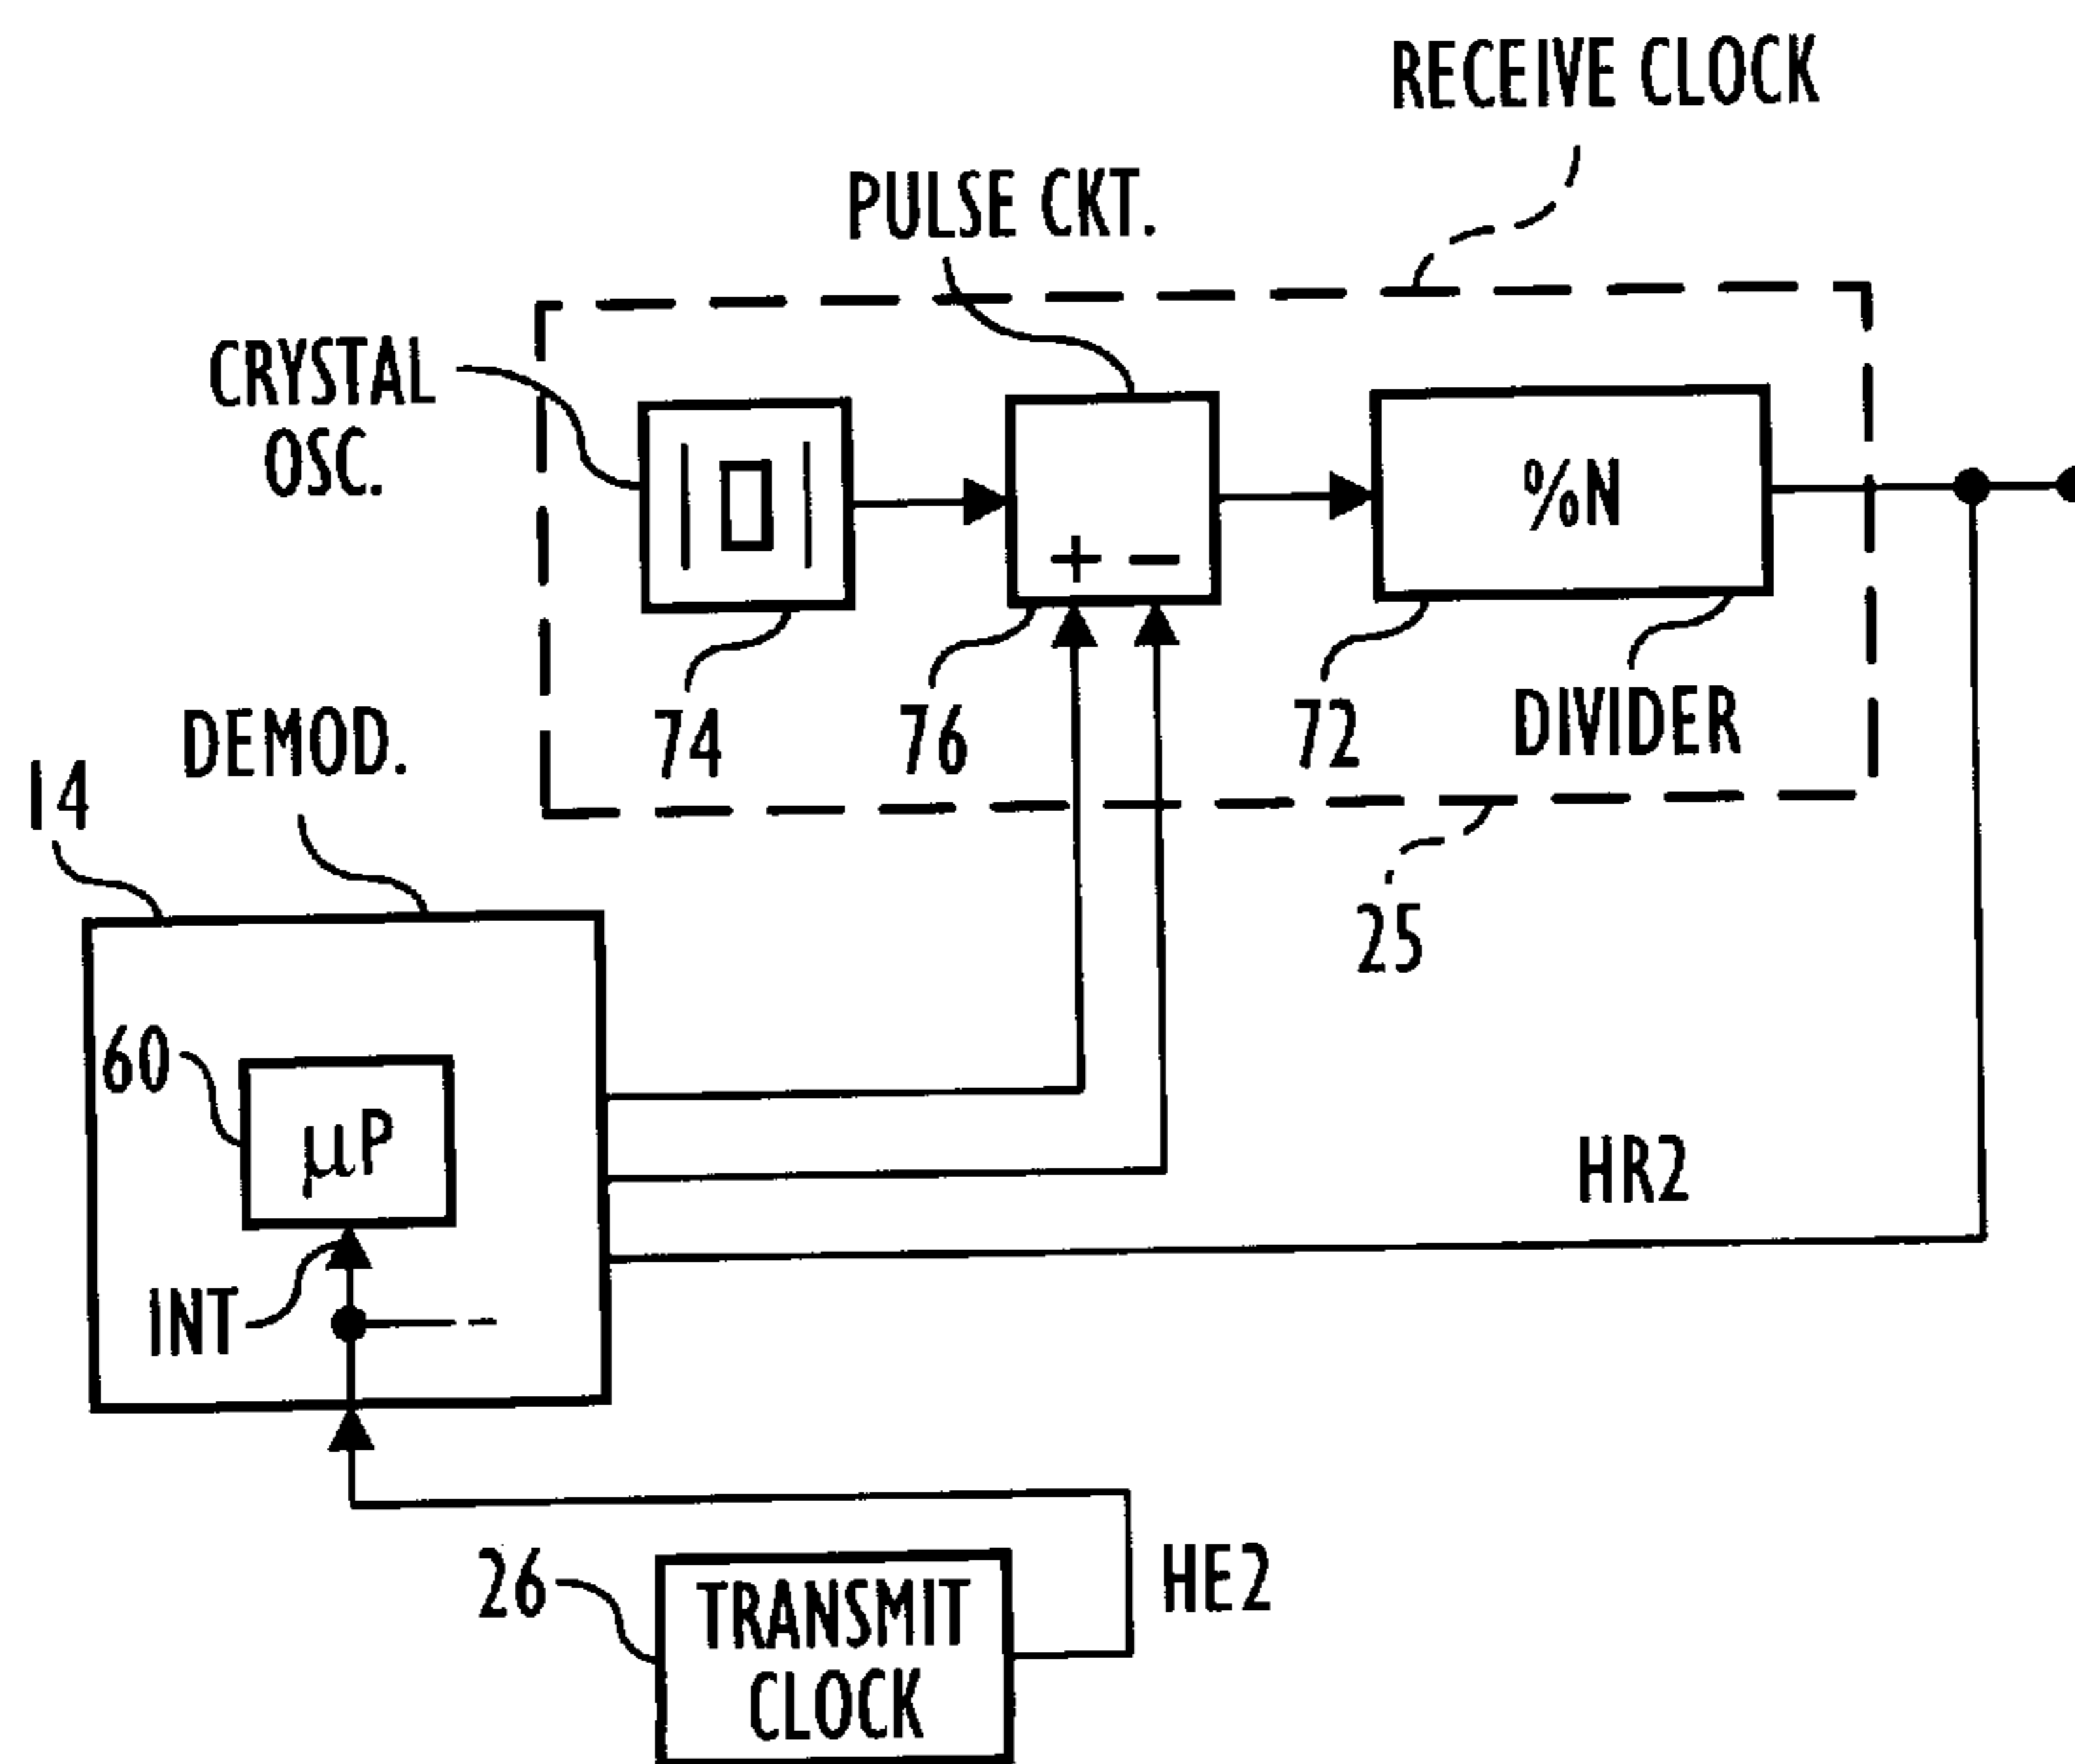 RECEIVE CLOCK
PULSE CKT.
CRYSTAL
OSC.
%N
+ −
74
76
72
DIVIDER
DEMOD.
14
25
60
μP
HR2
INT
26
TRANSMIT
CLOCK
HE2